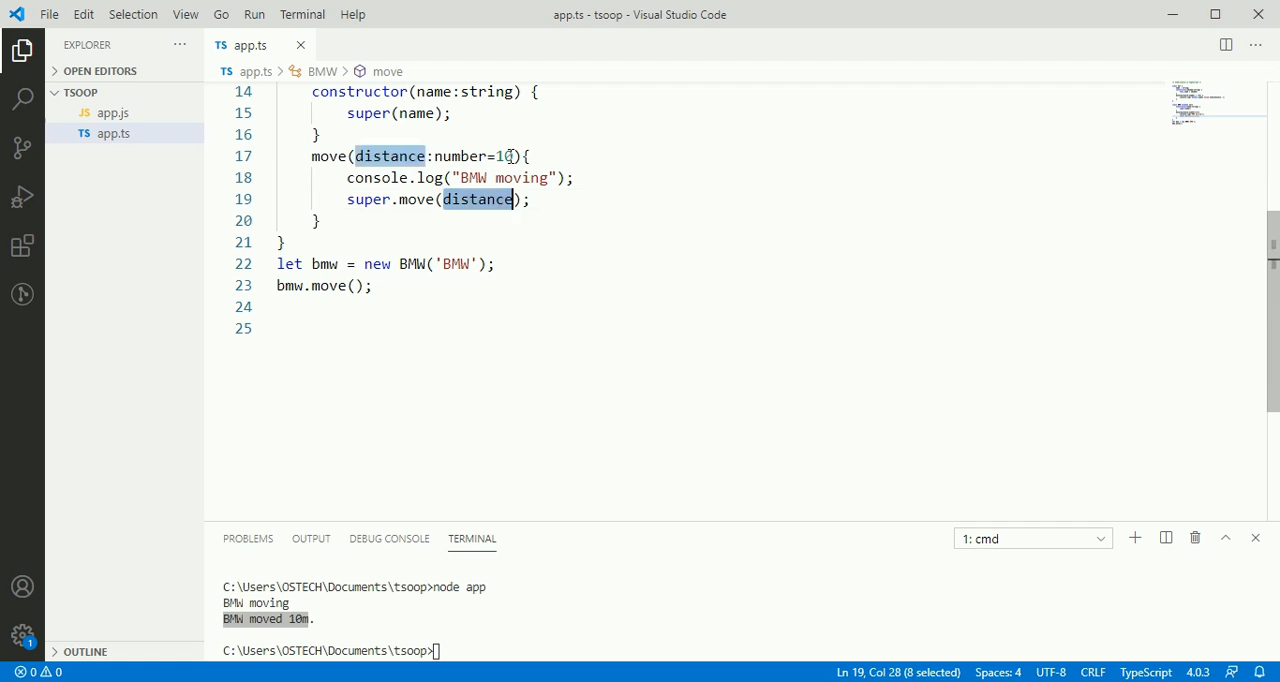 File Edit Selection View Go Run Terminal Help app.ts - tsoop - Visual Studio Code
EXPLORER ... TS app.ts
OPEN EDITORS
TS app.ts > BMW > move
TSOOP
JS app.js
TS app.ts
14 constructor(name:string) {
15 super(name);
16 }
17 move(distance:number=10){
18 console.log("BMW moving");
19 super.move(distance);
20 }
21 }
22 let bmw = new BMW('BMW');
23 bmw.move();
24
25
PROBLEMS OUTPUT DEBUG CONSOLE TERMINAL 1: cmd
C:\Users\OSTECH\Documents\tsoop>node app
BMW moving
BMW moved 10m.
C:\Users\OSTECH\Documents\tsoop>
OUTLINE
1
0 0 Ln 19, Col 28 (8 selected) Spaces: 4 UTF-8 CRLF TypeScript 4.0.3